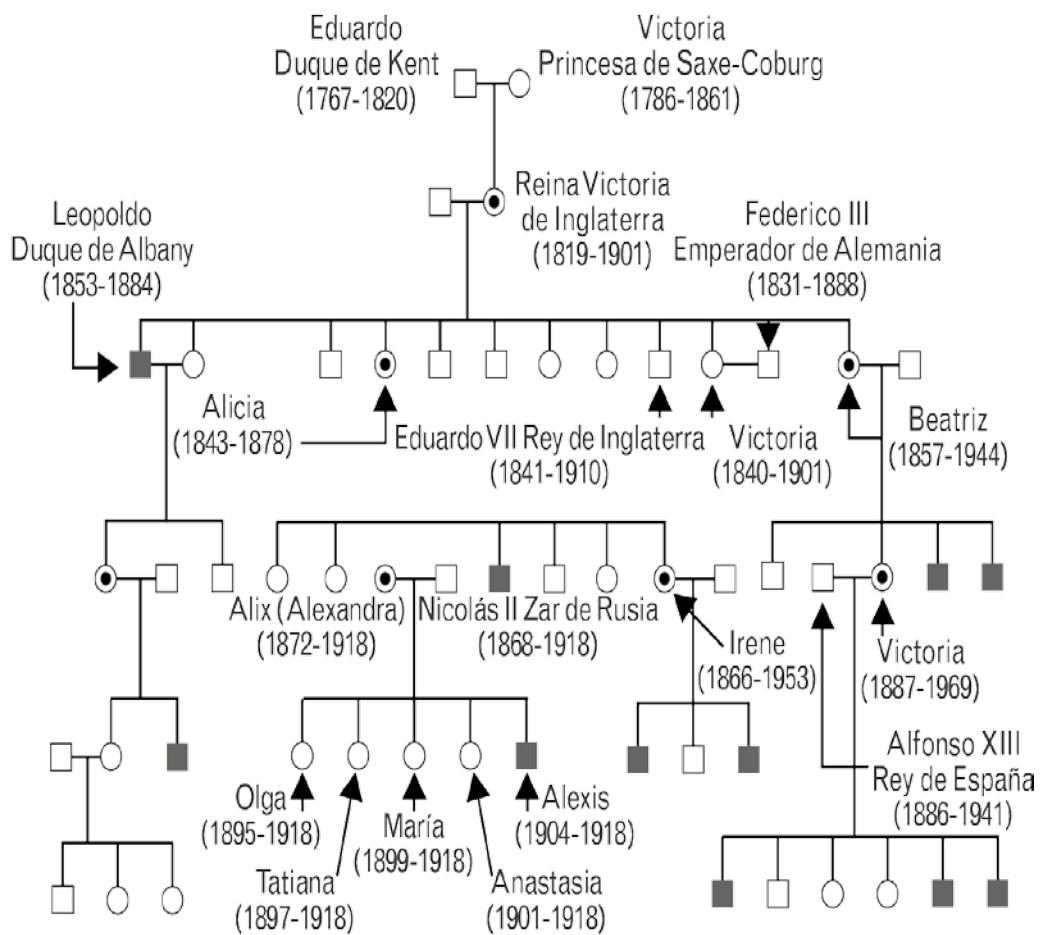 Eduardo
Duque de Kent
(1767-1820)
Victoria
Princesa de Saxe-Coburg
(1786-1861)
Reina Victoria
de Inglaterra
(1819-1901)
Leopoldo
Duque de Albany
(1853-1884)
Federico III
Emperador de Alemania
(1831-1888)
Alicia
(1843-1878)
Eduardo VII Rey de Inglaterra
(1841-1910)
Victoria
(1840-1901)
Beatriz
(1857-1944)
Alix (Alexandra)
(1872-1918)
Nicolás II Zar de Rusia
(1868-1918)
Irene
(1866-1953)
Victoria
(1887-1969)
Alfonso XIII
Rey de España
(1886-1941)
Olga
(1895-1918)
Tatiana
(1897-1918)
María
(1899-1918)
Anastasia
(1901-1918)
Alexis
(1904-1918)